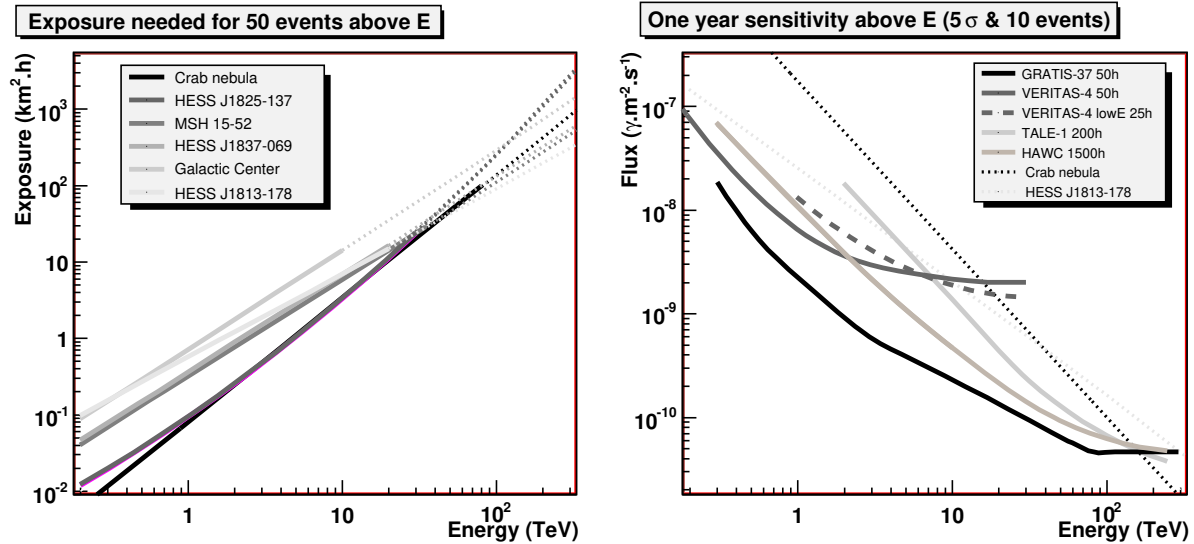 Exposure needed for 50 events above E
Exposure (km².h)
10³
10²
10
1
10⁻¹
10⁻²
Crab nebula
HESS J1825-137
MSH 15-52
HESS J1837-069
Galactic Center
HESS J1813-178
1
10
10²
Energy (TeV)
One year sensitivity above E (5 σ & 10 events)
Flux (γ.m⁻².s⁻¹)
10⁻⁷
10⁻⁸
10⁻⁹
10⁻¹⁰
GRATIS-37 50h
VERITAS-4 50h
VERITAS-4 lowE 25h
TALE-1 200h
HAWC 1500h
Crab nebula
HESS J1813-178
1
10
10²
Energy (TeV)